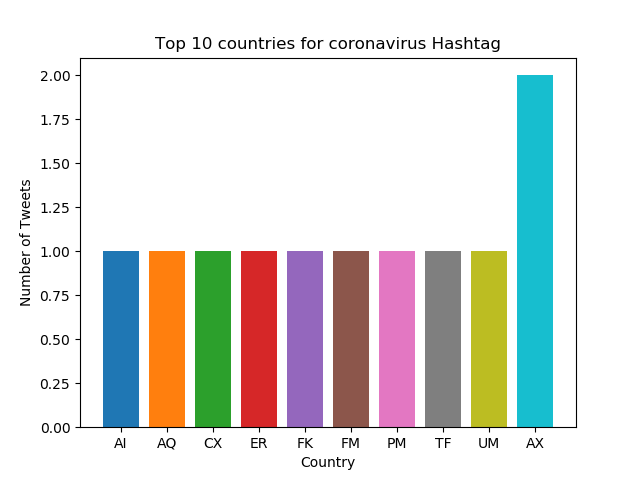 Top 10 countries for coronavirus Hashtag
Number of Tweets
2.00
1.75
1.50
1.25
1.00
0.75
0.50
0.25
0.00
AI AQ CX ER FK FM PM TF UM AX
Country